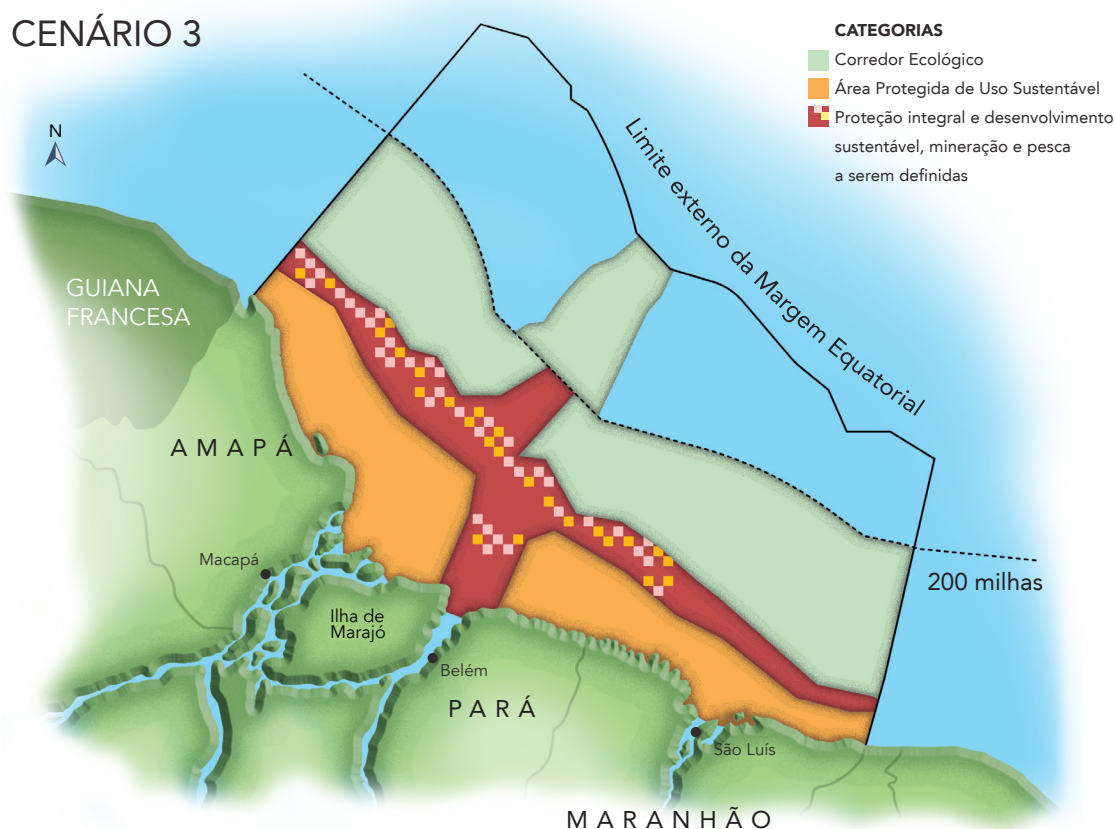 CENÁRIO 3
CATEGORIAS
Corredor Ecológico
Área Protegida de Uso Sustentável
Proteção integral e desenvolvimento
sustentável, mineração e pesca
a serem definidas
N
Limite externo da Margem Equatorial
GUIANA
FRANCESA
AMAPÁ
Macapá
200 milhas
Ilha de
Marajó
Belém
PARÁ
São Luís
MARANHÃO